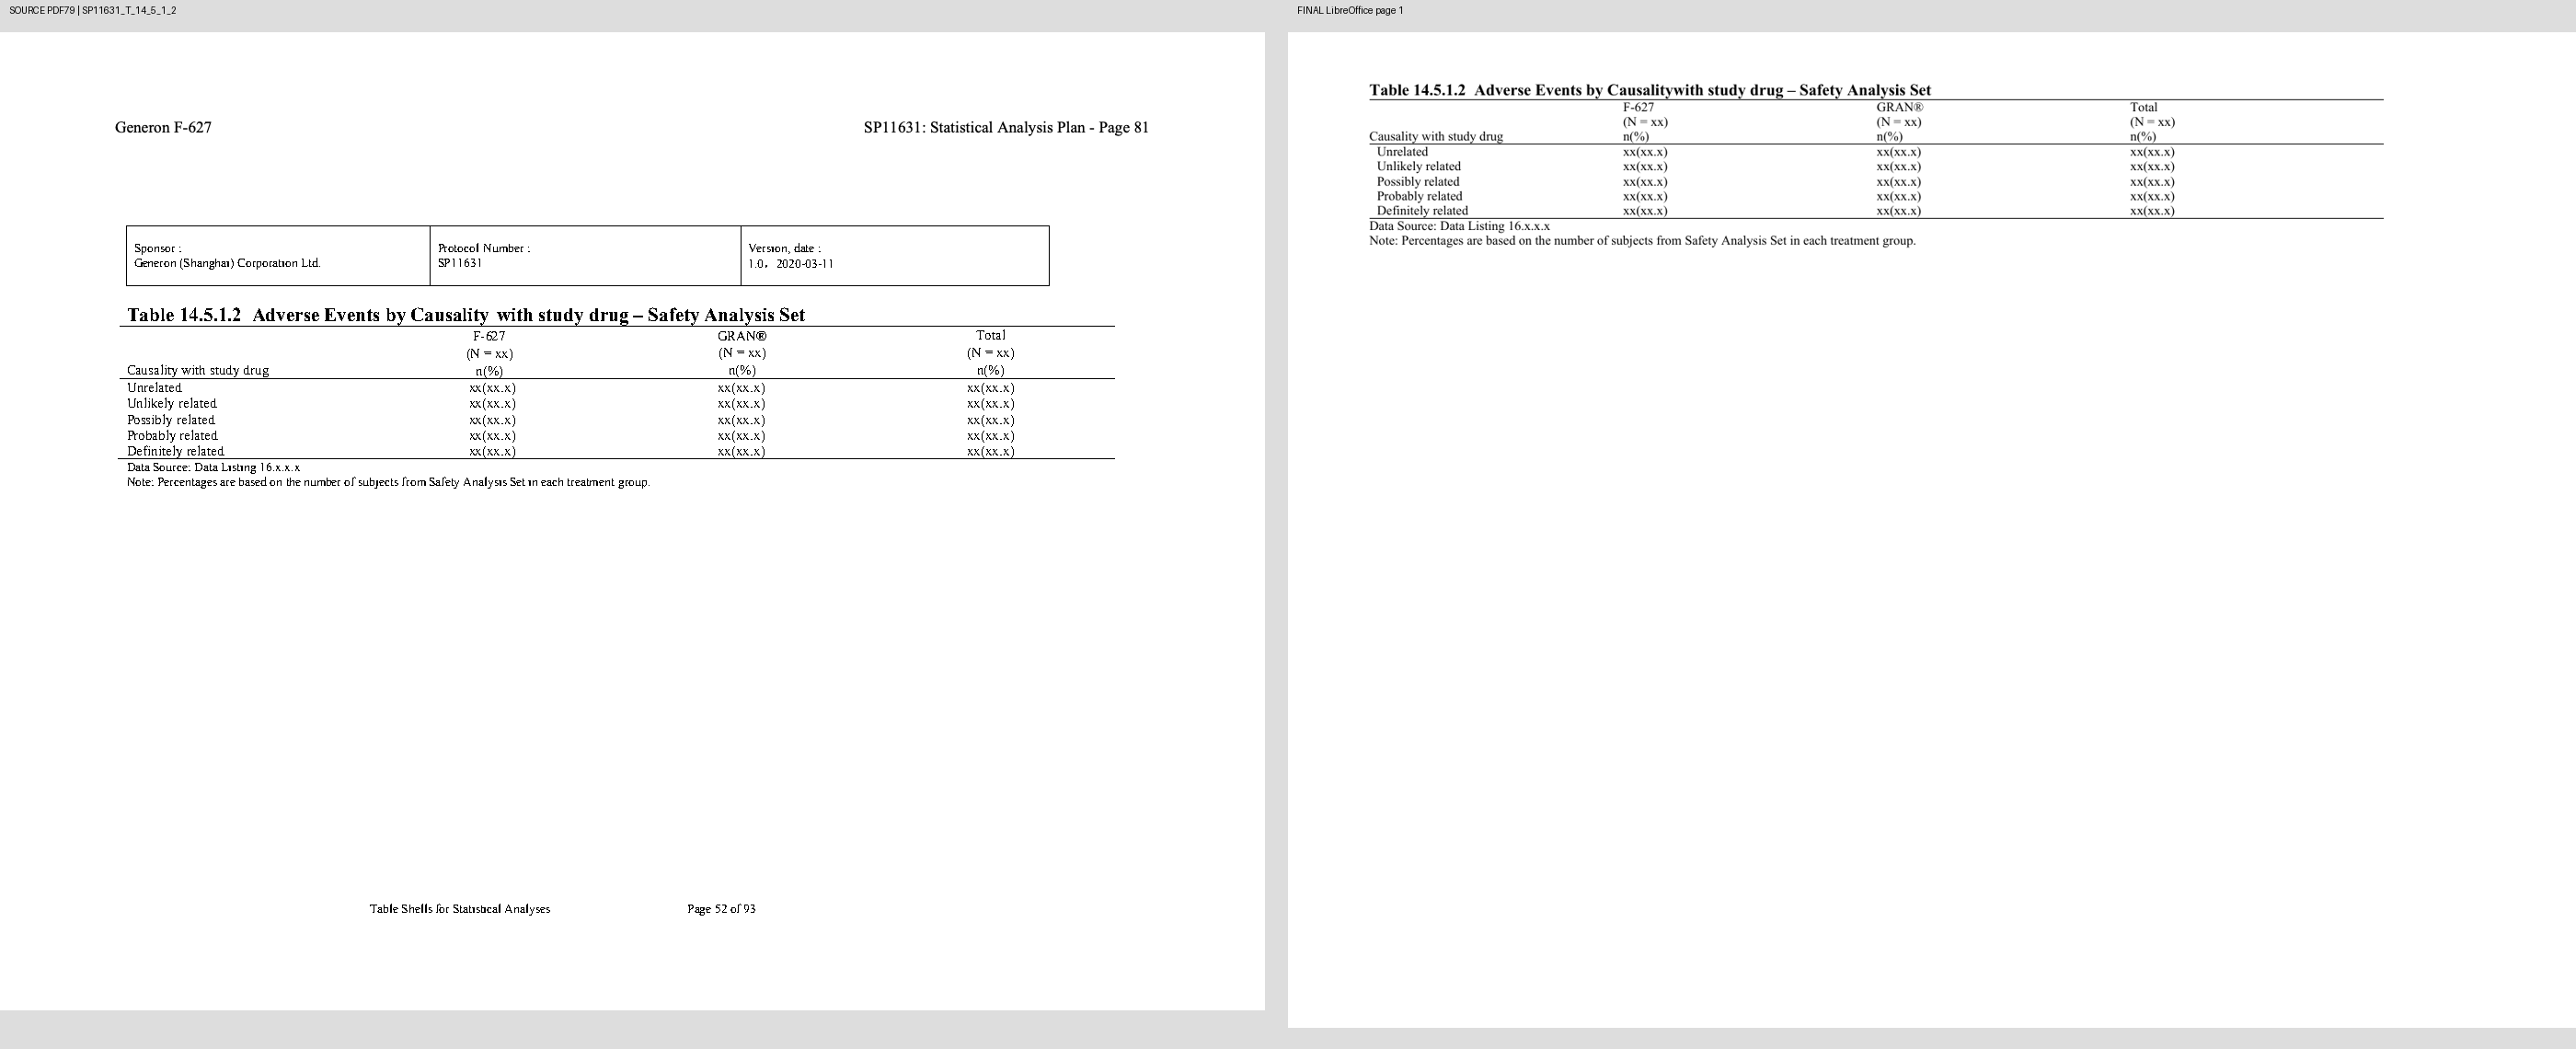 SOURCE PDF79 | SP11631_T_14_5_1_2
Generon F-627 SP11631: Statistical Analysis Plan - Page 81
Sponsor : Protocol Number : Version, date :
Generon (Shanghai) Corporation Ltd. SP11631 1.0, 2020-03-11
Table 14.5.1.2 Adverse Events by Causality with study drug – Safety Analysis Set
F-627 GRAN® Total
(N = xx) (N = xx) (N = xx)
Causality with study drug n(%) n(%) n(%)
Unrelated xx(xx.x) xx(xx.x) xx(xx.x)
Unlikely related xx(xx.x) xx(xx.x) xx(xx.x)
Possibly related xx(xx.x) xx(xx.x) xx(xx.x)
Probably related xx(xx.x) xx(xx.x) xx(xx.x)
Definitely related xx(xx.x) xx(xx.x) xx(xx.x)
Data Source: Data Listing 16.x.x.x
Note: Percentages are based on the number of subjects from Safety Analysis Set in each treatment group.
Table Shells for Statistical Analyses Page 52 of 93
FINAL LibreOffice page 1
Table 14.5.1.2 Adverse Events by Causalitywith study drug – Safety Analysis Set
F-627 GRAN® Total
(N = xx) (N = xx) (N = xx)
Causality with study drug n(%) n(%) n(%)
Unrelated xx(xx.x) xx(xx.x) xx(xx.x)
Unlikely related xx(xx.x) xx(xx.x) xx(xx.x)
Possibly related xx(xx.x) xx(xx.x) xx(xx.x)
Probably related xx(xx.x) xx(xx.x) xx(xx.x)
Definitely related xx(xx.x) xx(xx.x) xx(xx.x)
Data Source: Data Listing 16.x.x.x
Note: Percentages are based on the number of subjects from Safety Analysis Set in each treatment group.